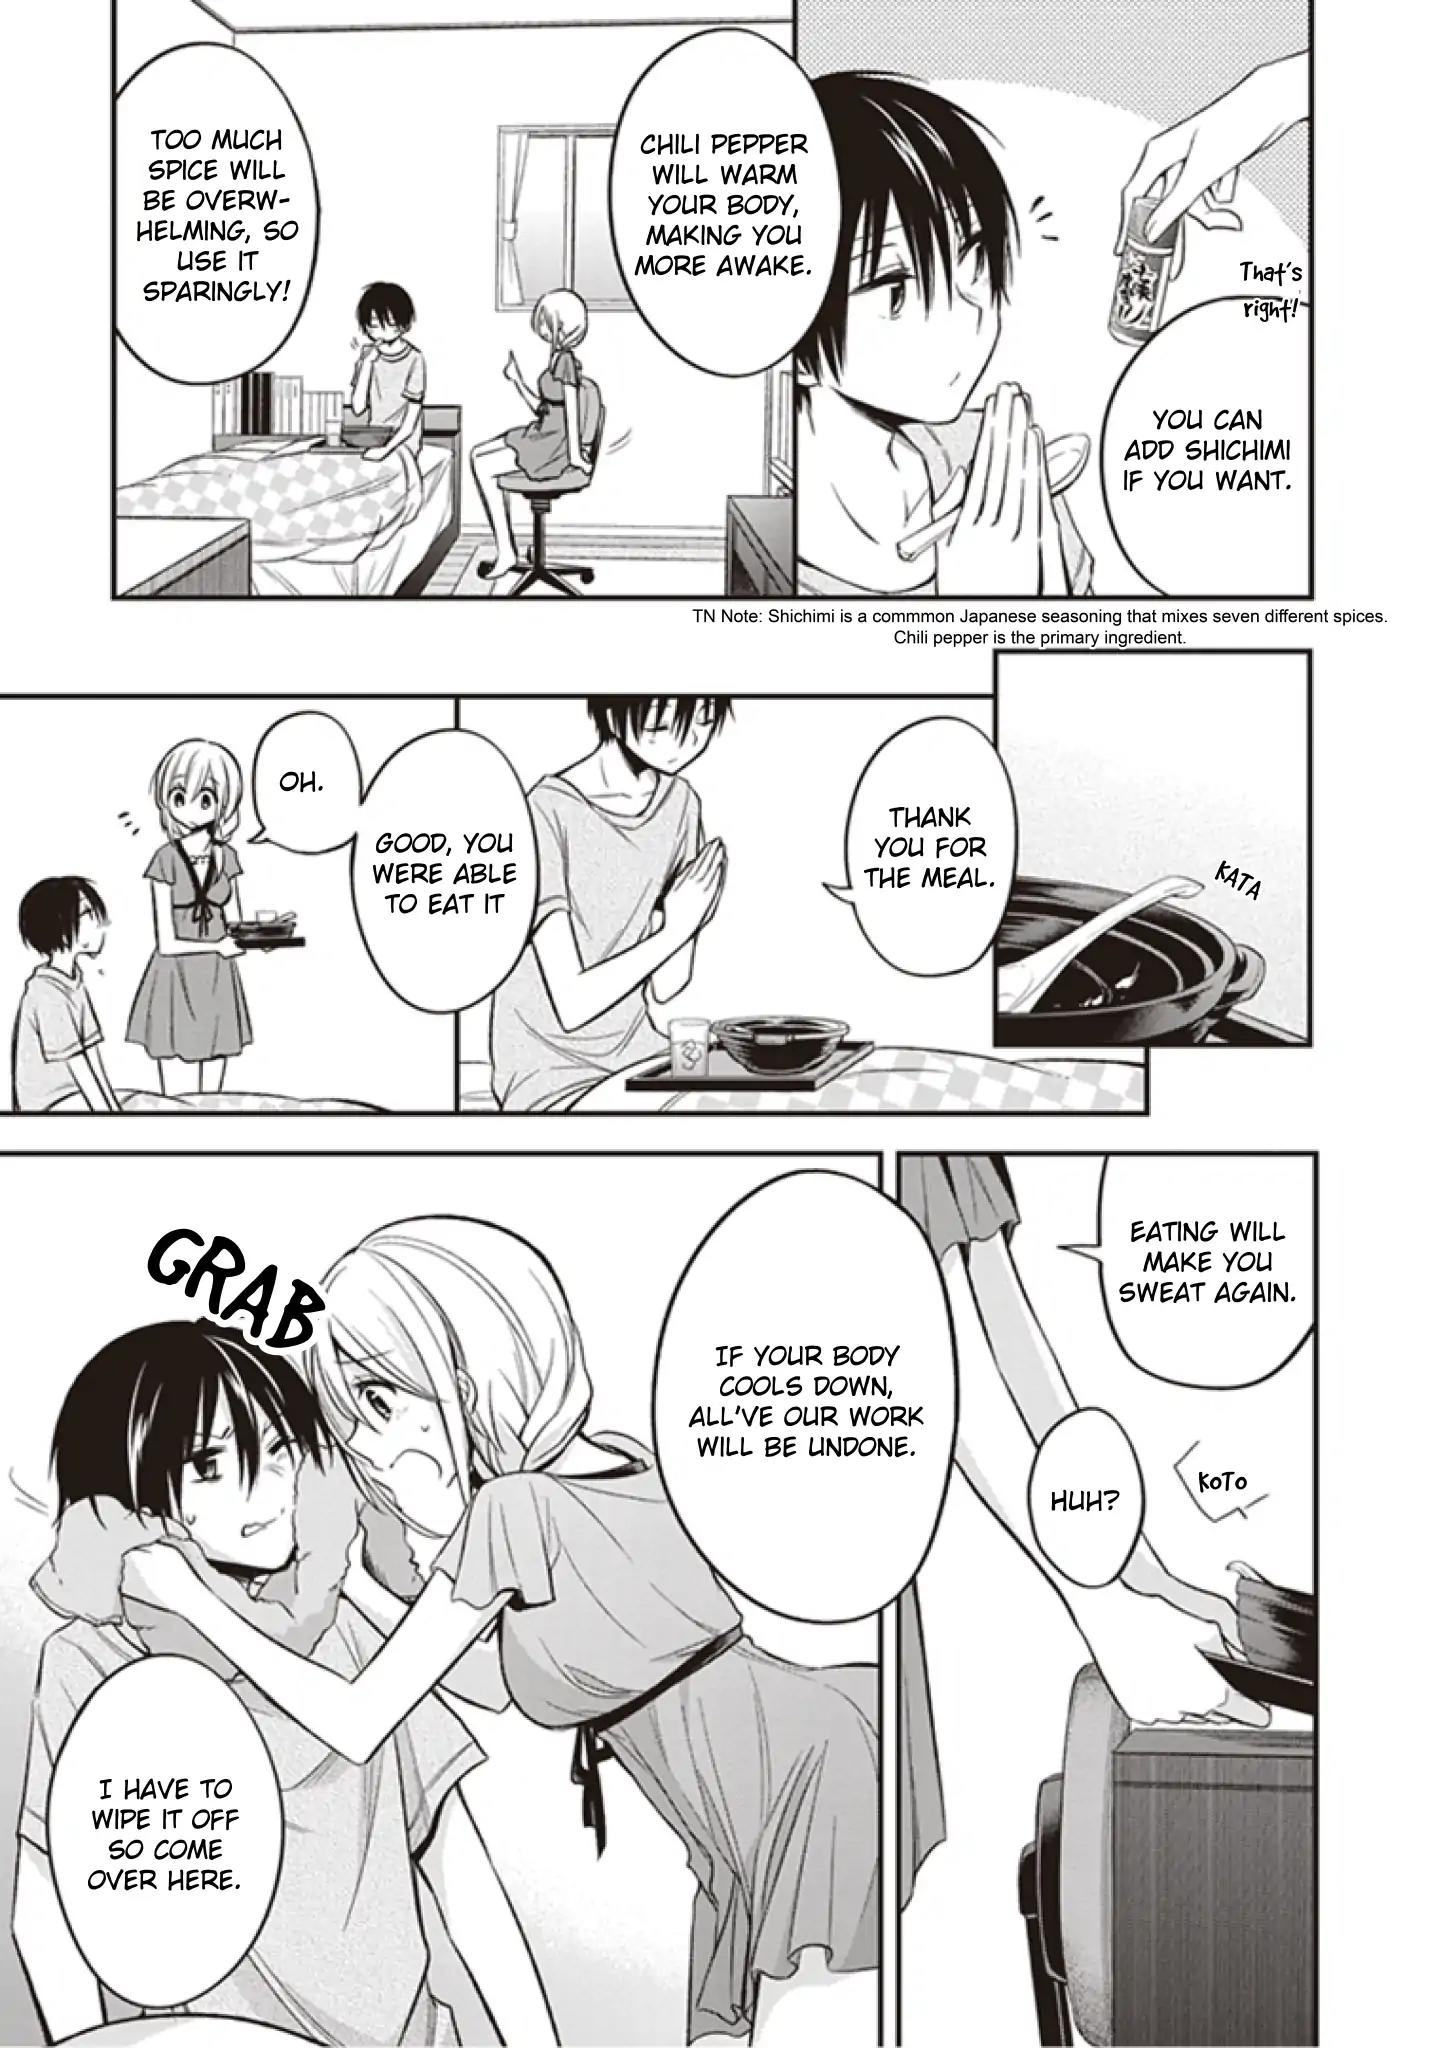 That's
right!
YOU CAN
ADD SHICHIMI
IF YOU WANT.
CHILI PEPPER
WILL WARM
YOUR BODY,
MAKING YOU
MORE AWAKE.
TOO MUCH
SPICE WILL
BE OVERW-
HELMING, SO
USE IT
SPARINGLY!
TN Note: Shichimi is a commmon Japanese seasoning that mixes seven different spices.
Chili pepper is the primary ingredient.
KATA
THANK
YOU FOR
THE MEAL.
GOOD, YOU
WERE ABLE
TO EAT IT
OH.
EATING WILL
MAKE YOU
SWEAT AGAIN.
HUH?
KOTO
IF YOUR BODY
COOLS DOWN,
ALL'VE OUR WORK
WILL BE UNDONE.
GRAB
I HAVE TO
WIPE IT OFF
SO COME
OVER HERE.